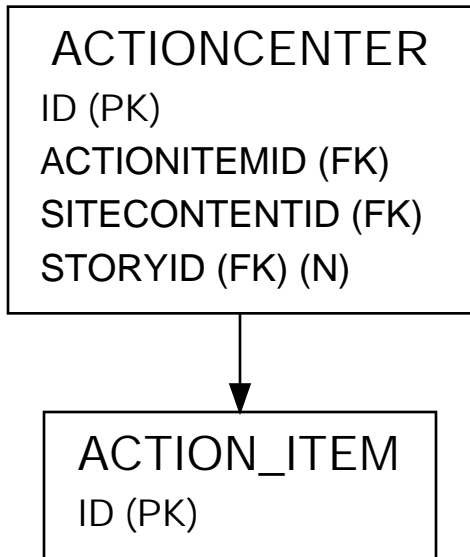 ACTIONCENTER
ID (PK)
ACTIONITEMID (FK)
SITECONTENTID (FK)
STORYID (FK) (N)
ACTION_ITEM
ID (PK)